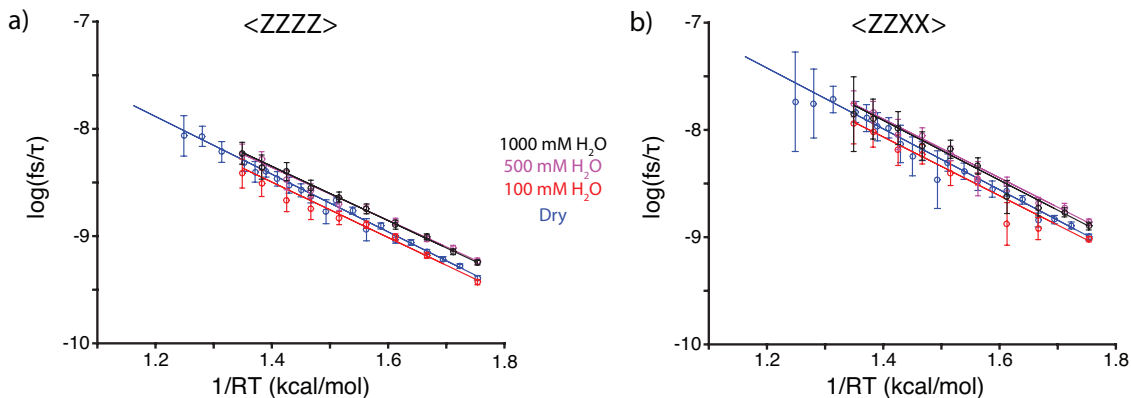 a)
<ZZZZ>
-7
-8
-9
-10
log(fs/τ)
1.2
1.4
1.6
1.8
1/RT (kcal/mol)
1000 mM H₂O
500 mM H₂O
100 mM H₂O
Dry
b)
<ZZXX>
-7
-8
-9
-10
log(fs/τ)
1.2
1.4
1.6
1.8
1/RT (kcal/mol)